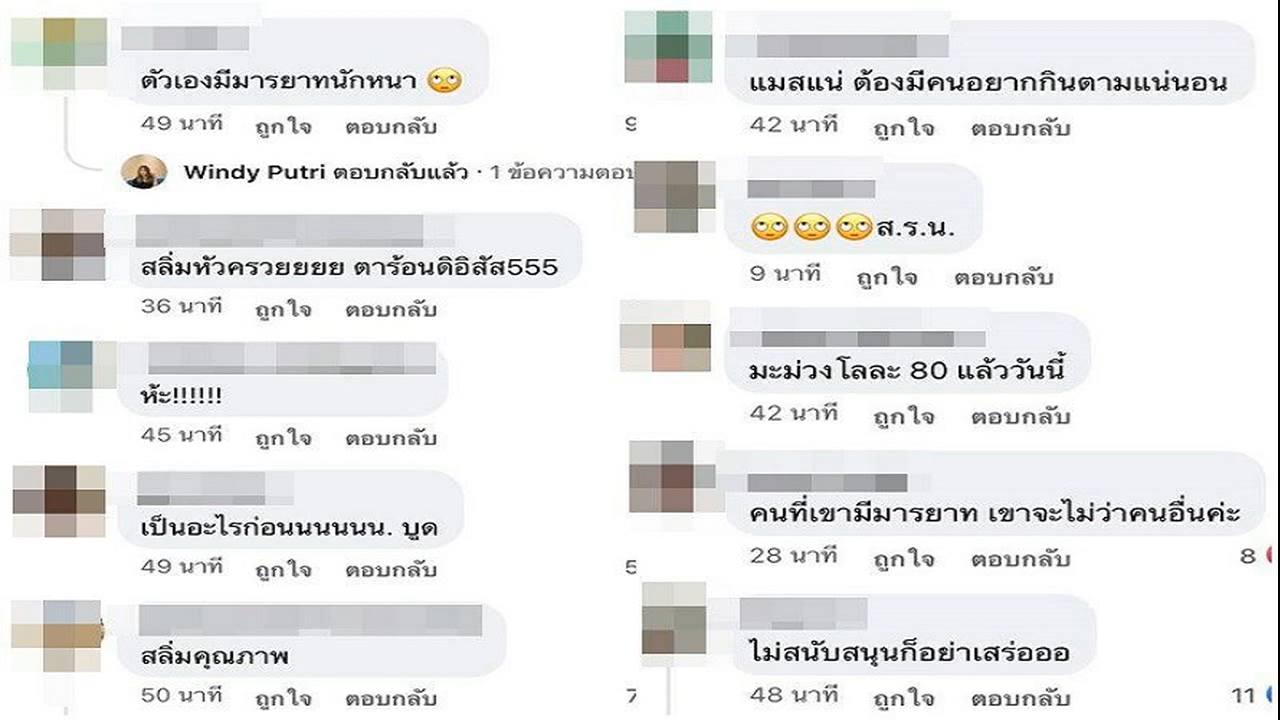 ตัวเองมีมารยาทนักหนา 🙄
49 นาที ถูกใจ ตอบกลับ
Windy Putri ตอบกลับแล้ว · 1 ข้อความตอบ
สลิ่มหัวครวยยยย ตาร้อนดิอิสัส555
36 นาที ถูกใจ ตอบกลับ
ห้ะ!!!!!!
45 นาที ถูกใจ ตอบกลับ
เป็นอะไรก่อนนนนนน. บูด
49 นาที ถูกใจ ตอบกลับ
สลิ่มคุณภาพ
50 นาที ถูกใจ ตอบกลับ
แมสแน่ ต้องมีคนอยากกินตามแน่นอน
9 42 นาที ถูกใจ ตอบกลับ
🙄🙄🙄ส.ร.น.
9 นาที ถูกใจ ตอบกลับ
มะม่วงโลละ 80 แล้ววันนี้
42 นาที ถูกใจ ตอบกลับ
คนที่เขามีมารยาท เขาจะไม่ว่าคนอื่นค่ะ
5 28 นาที ถูกใจ ตอบกลับ 8
ไม่สนับสนุนก็อย่าเสร่อออ
7 48 นาที ถูกใจ ตอบกลับ 11